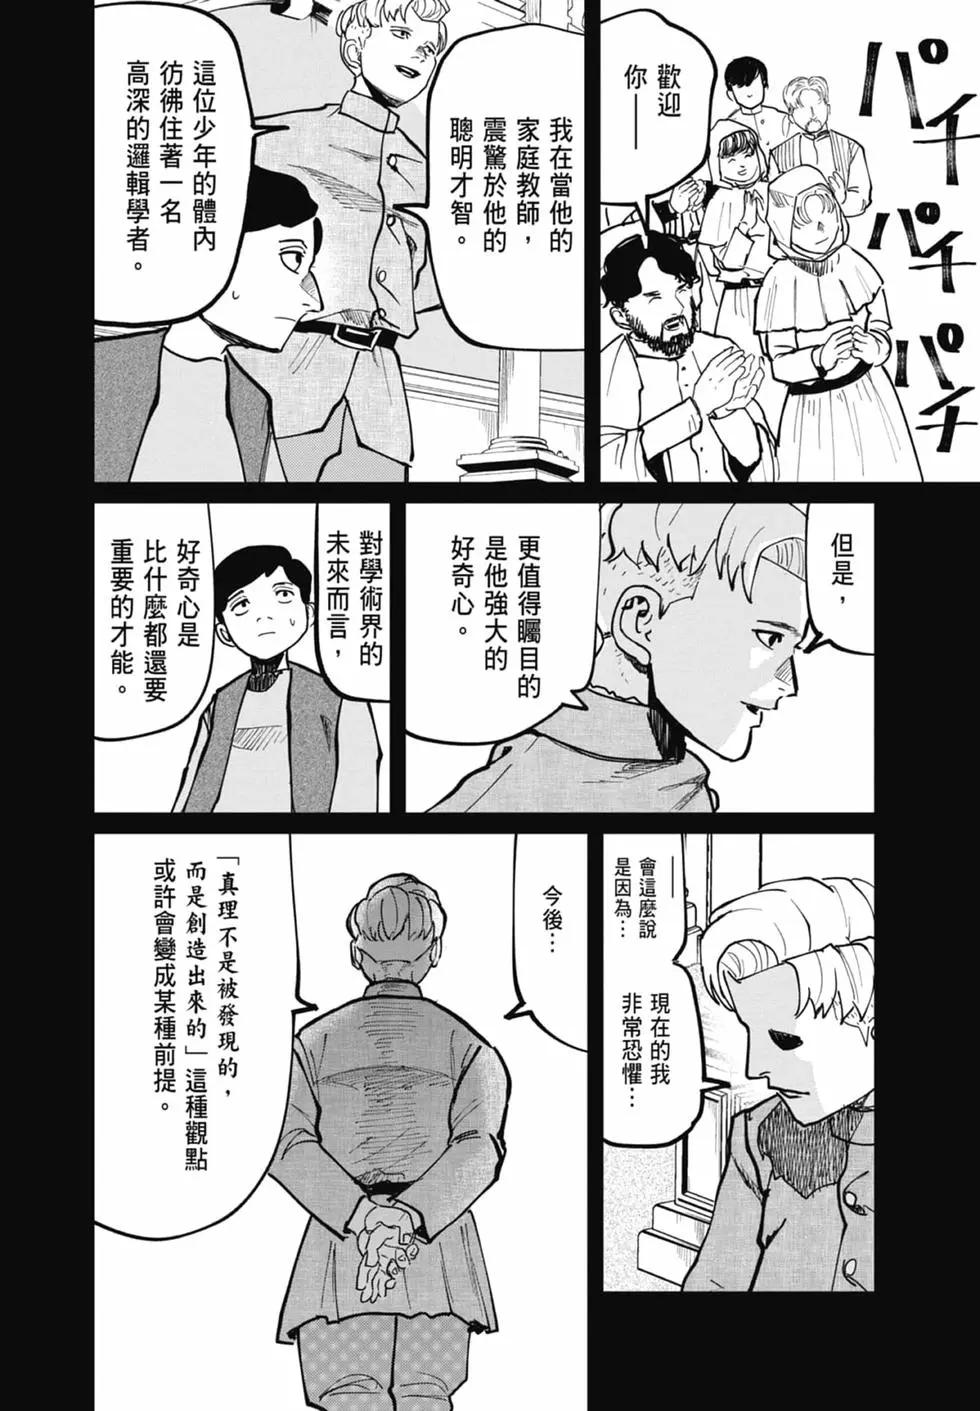 パチ
パチ
パチ
歡迎
你——
我在當他的
家庭教師，
震驚於他的
聰明才智。
這位少年的體內
彷彿住著一名
高深的邏輯學者。
但是，
更值得矚目的
是他強大的
好奇心。
對學術界的
未來而言，
好奇心是
比什麼都還要
重要的才能。
——會這麼說
是因為…
現在的我
非常恐懼…
今後…
「真理不是被發現的，
而是創造出來的」這種觀點
或許會變成某種前提。